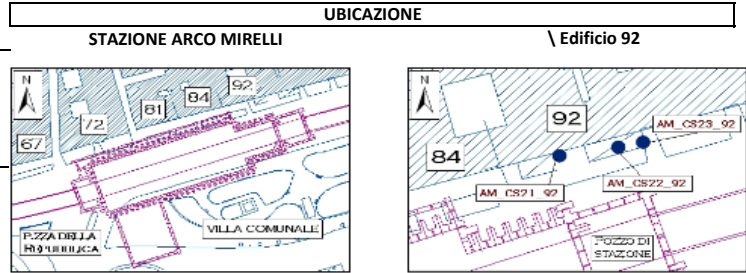 UBICAZIONE
STAZIONE ARCO MIRELLI
\ Edificio 92
N
67
72
81
84
92
P.ZZA DELLA
REPUBBLICA
VILLA COMUNALE
N
84
92
AM_CS21_92
AM_CS22_92
AM_CS23_92
POZZO DI
STAZIONE